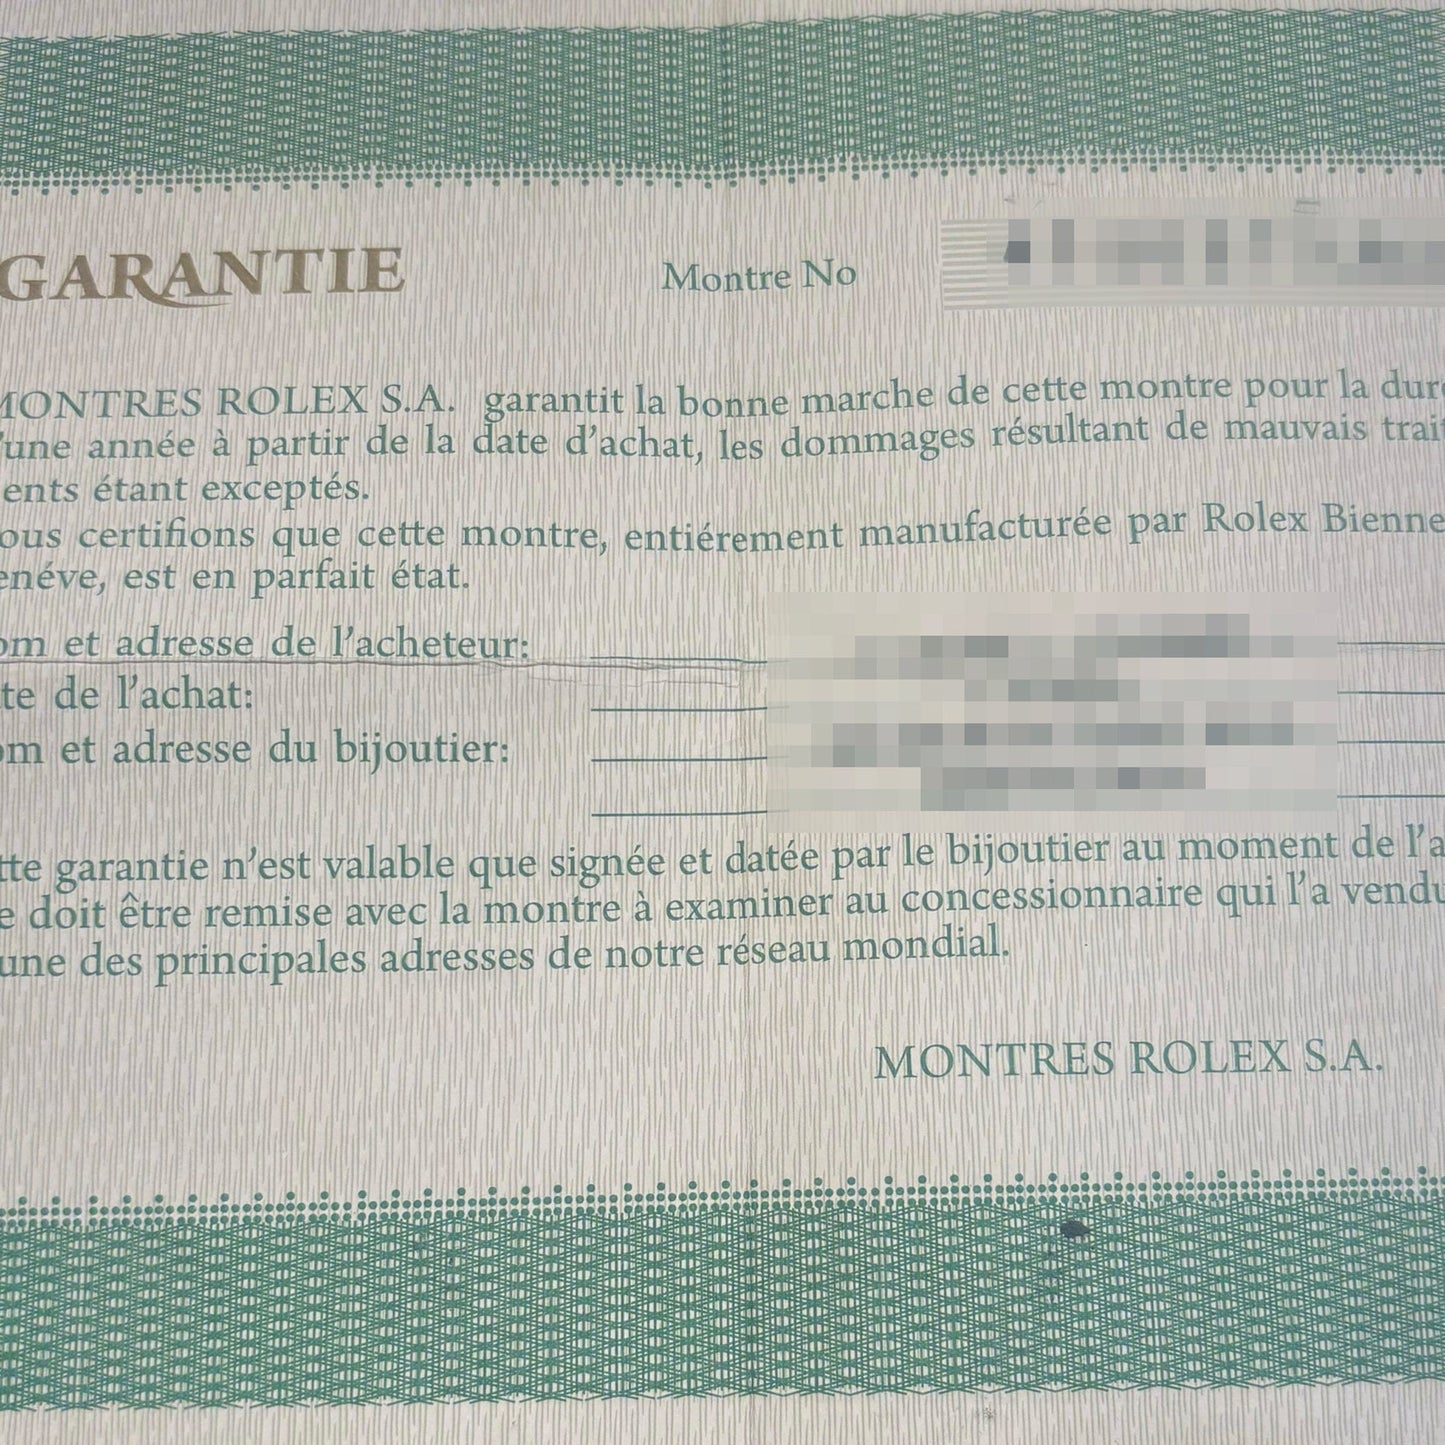 GARANTIE Montre No
MONTRES ROLEX S.A. garantit la bonne marche de cette montre pour la dur
'une année à partir de la date d'achat, les dommages résultant de mauvais trait
ents étant exceptés.
ous certifions que cette montre, entiérement manufacturée par Rolex Bienne
enéve, est en parfait état.
om et adresse de l'acheteur:
te de l'achat:
om et adresse du bijoutier:
tte garantie n'est valable que signée et datée par le bijoutier au moment de l'a
e doit être remise avec la montre à examiner au concessionnaire qui l'a vendu
une des principales adresses de notre réseau mondial.
MONTRES ROLEX S.A.